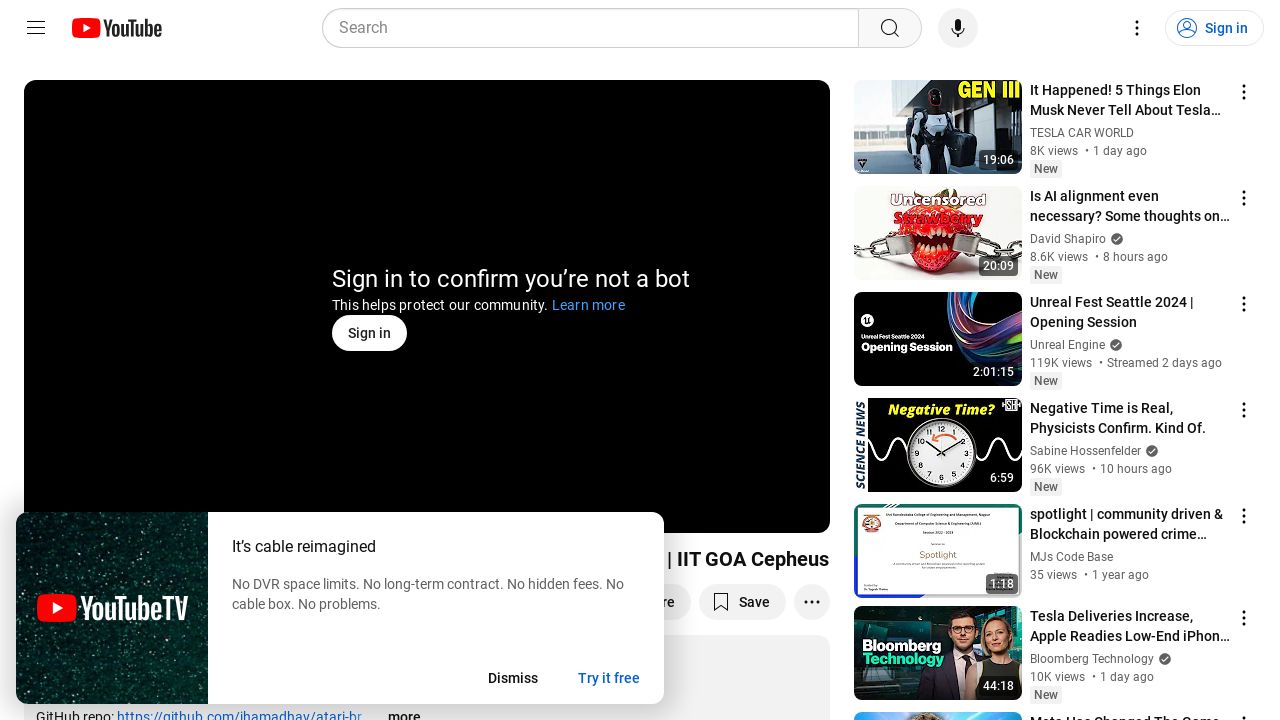 YouTube
Search
Sign in
Sign in to confirm you’re not a bot
This helps protect our community. Learn more
Sign in
| IIT GOA Cepheus
re
Save
YouTubeTV
It's cable reimagined
No DVR space limits. No long-term contract. No hidden fees. No
cable box. No problems.
Dismiss
Try it free
GitHub repo: https://github.com/jhamadhav/atari-br...
more
GEN III
19:06
It Happened! 5 Things Elon
Musk Never Tell About Tesla…
TESLA CAR WORLD
8K views • 1 day ago
New
Uncensored
Strawberry
20:09
Is AI alignment even
necessary? Some thoughts on…
David Shapiro
8.6K views • 8 hours ago
New
Unreal Fest Seattle 2024
Opening Session
2:01:15
Unreal Fest Seattle 2024 |
Opening Session
Unreal Engine
119K views • Streamed 2 days ago
New
SCIENCE NEWS
Negative Time?
6:59
Negative Time is Real,
Physicists Confirm. Kind Of.
Sabine Hossenfelder
96K views • 10 hours ago
New
Spotlight
1:18
spotlight | community driven &
Blockchain powered crime…
MJs Code Base
35 views • 1 year ago
Bloomberg
Technology
44:18
Tesla Deliveries Increase,
Apple Readies Low-End iPhon…
Bloomberg Technology
10K views • 1 day ago
New